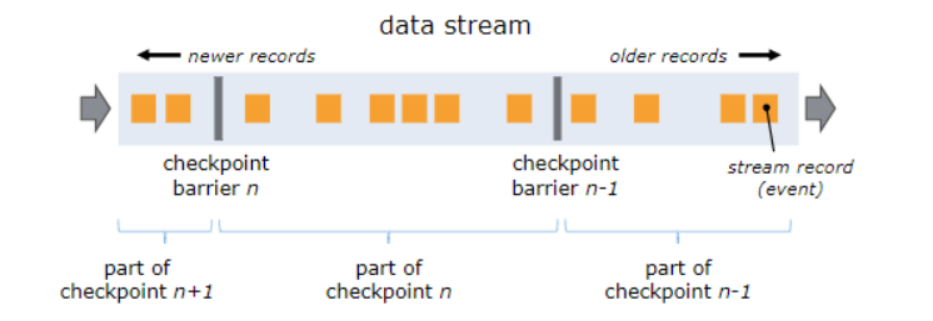 data stream
newer records
older records
checkpoint
barrier n
checkpoint
barrier n-1
stream record
(event)
part of
checkpoint n+1
part of
checkpoint n
part of
checkpoint n-1